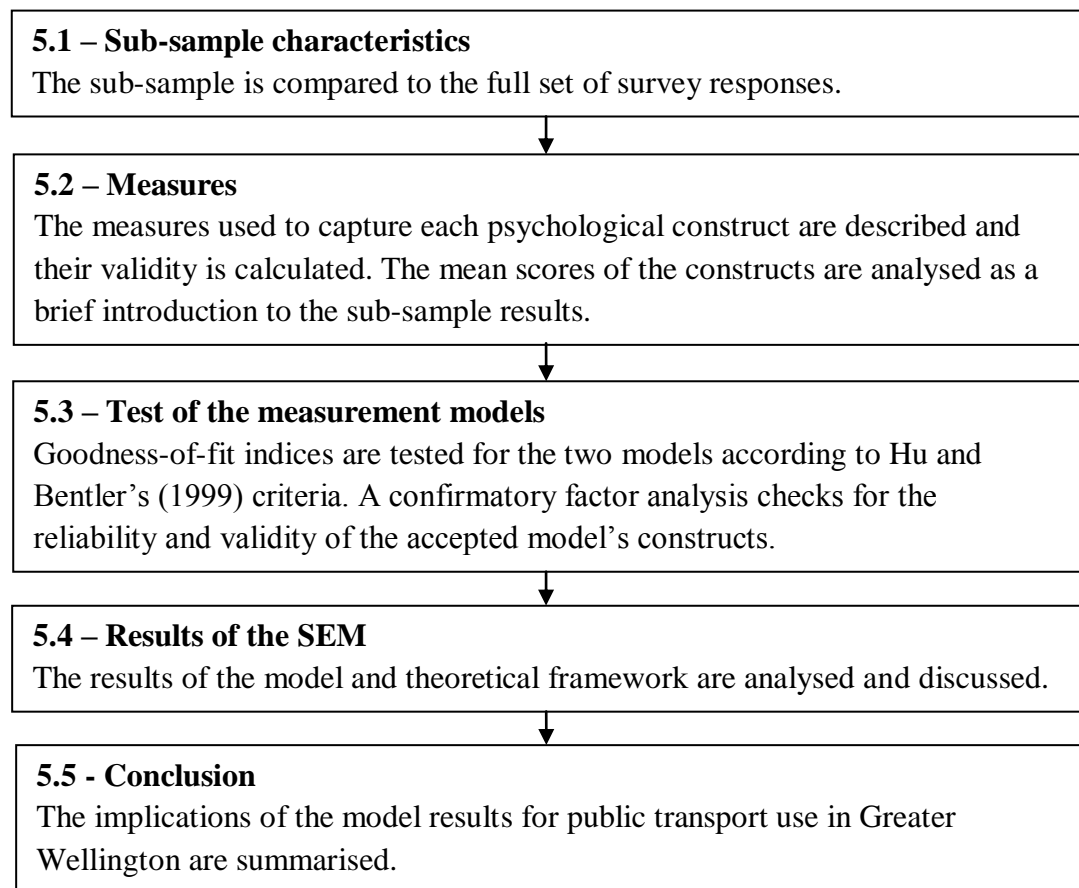 5.1 – Sub-sample characteristics
The sub-sample is compared to the full set of survey responses.
5.2 – Measures
The measures used to capture each psychological construct are described and
their validity is calculated. The mean scores of the constructs are analysed as a
brief introduction to the sub-sample results.
5.3 – Test of the measurement models
Goodness-of-fit indices are tested for the two models according to Hu and
Bentler’s (1999) criteria. A confirmatory factor analysis checks for the
reliability and validity of the accepted model’s constructs.
5.4 – Results of the SEM
The results of the model and theoretical framework are analysed and discussed.
5.5 - Conclusion
The implications of the model results for public transport use in Greater
Wellington are summarised.